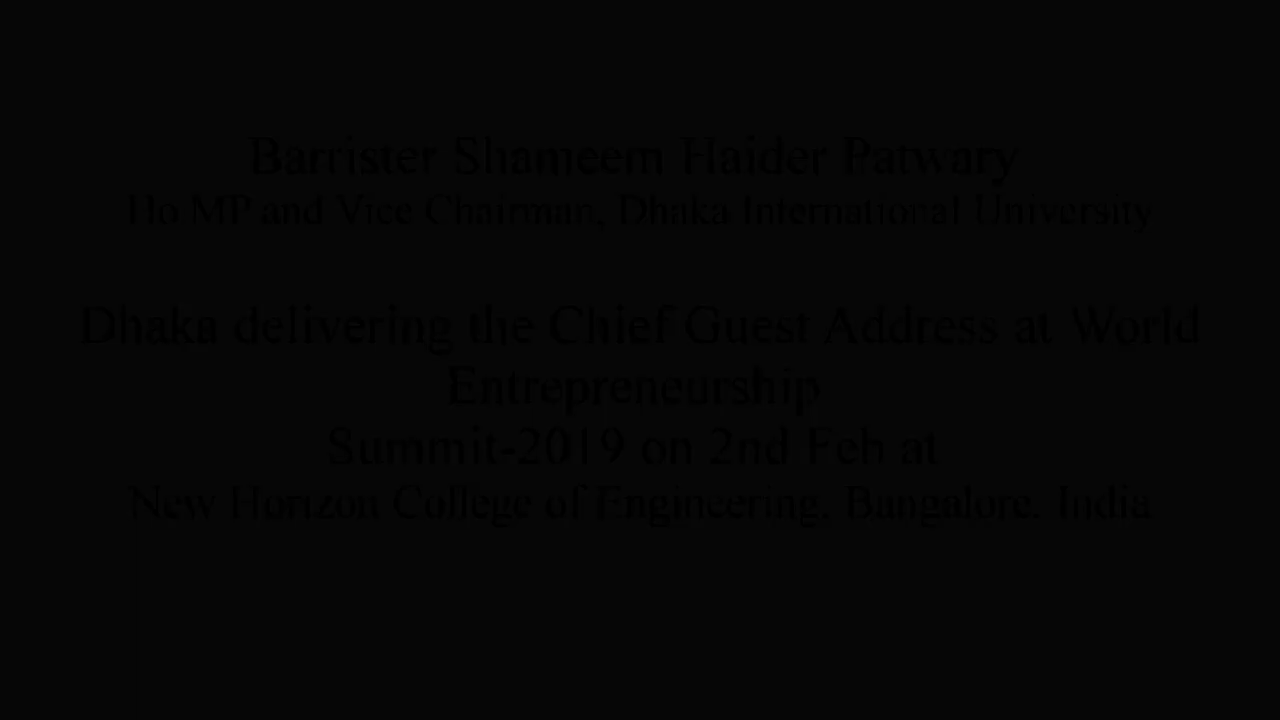 Barrister Shameem Haider Patwary
Ho MP and Vice Chairman, Dhaka International University
Dhaka delivering the Chief Guest Address at World
Entrepreneurship
Summit-2019 on 2nd Feb at
New Horizon College of Engineering, Bangalore. India